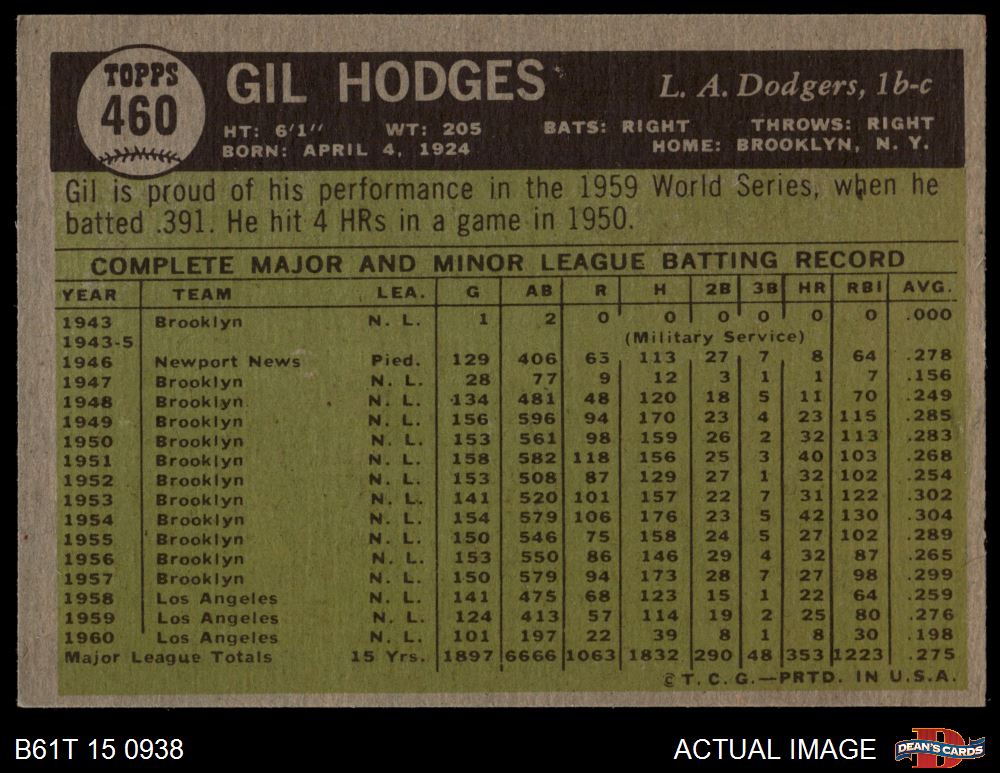 TOPPS
460
GIL HODGES
L. A. Dodgers, 1b-c
HT: 6'1" WT: 205 BATS: RIGHT THROWS: RIGHT
BORN: APRIL 4, 1924 HOME: BROOKLYN, N. Y.
Gil is proud of his performance in the 1959 World Series, when he
batted .391. He hit 4 HRs in a game in 1950.
COMPLETE MAJOR AND MINOR LEAGUE BATTING RECORD
YEAR TEAM LEA. G AB R H 2B 3B HR RBI AVG.
1943 Brooklyn N. L. 1 2 0 0 0 0 0 0 .000
1943-5 (Military Service)
1946 Newport News Pied. 129 406 65 113 27 7 8 64 .278
1947 Brooklyn N. L. 28 77 9 12 3 1 1 7 .156
1948 Brooklyn N. L. 134 481 48 120 18 5 11 70 .249
1949 Brooklyn N. L. 156 596 94 170 23 4 23 115 .285
1950 Brooklyn N. L. 153 561 98 159 26 2 32 113 .283
1951 Brooklyn N. L. 158 582 118 156 25 3 40 103 .268
1952 Brooklyn N. L. 153 508 87 129 27 1 32 102 .254
1953 Brooklyn N. L. 141 520 101 157 22 7 31 122 .302
1954 Brooklyn N. L. 154 579 106 176 23 5 42 130 .304
1955 Brooklyn N. L. 150 546 75 158 24 5 27 102 .289
1956 Brooklyn N. L. 153 550 86 146 29 4 32 87 .265
1957 Brooklyn N. L. 150 579 94 173 28 7 27 98 .299
1958 Los Angeles N. L. 141 475 68 123 15 1 22 64 .259
1959 Los Angeles N. L. 124 413 57 114 19 2 25 80 .276
1960 Los Angeles N. L. 101 197 22 39 8 1 8 30 .198
Major League Totals 15 Yrs. 1897 6666 1063 1832 290 48 353 1223 .275
© T. C. G.—PRTD. IN U.S.A.
B61T 15 0938 ACTUAL IMAGE
D
DEAN'S CARDS